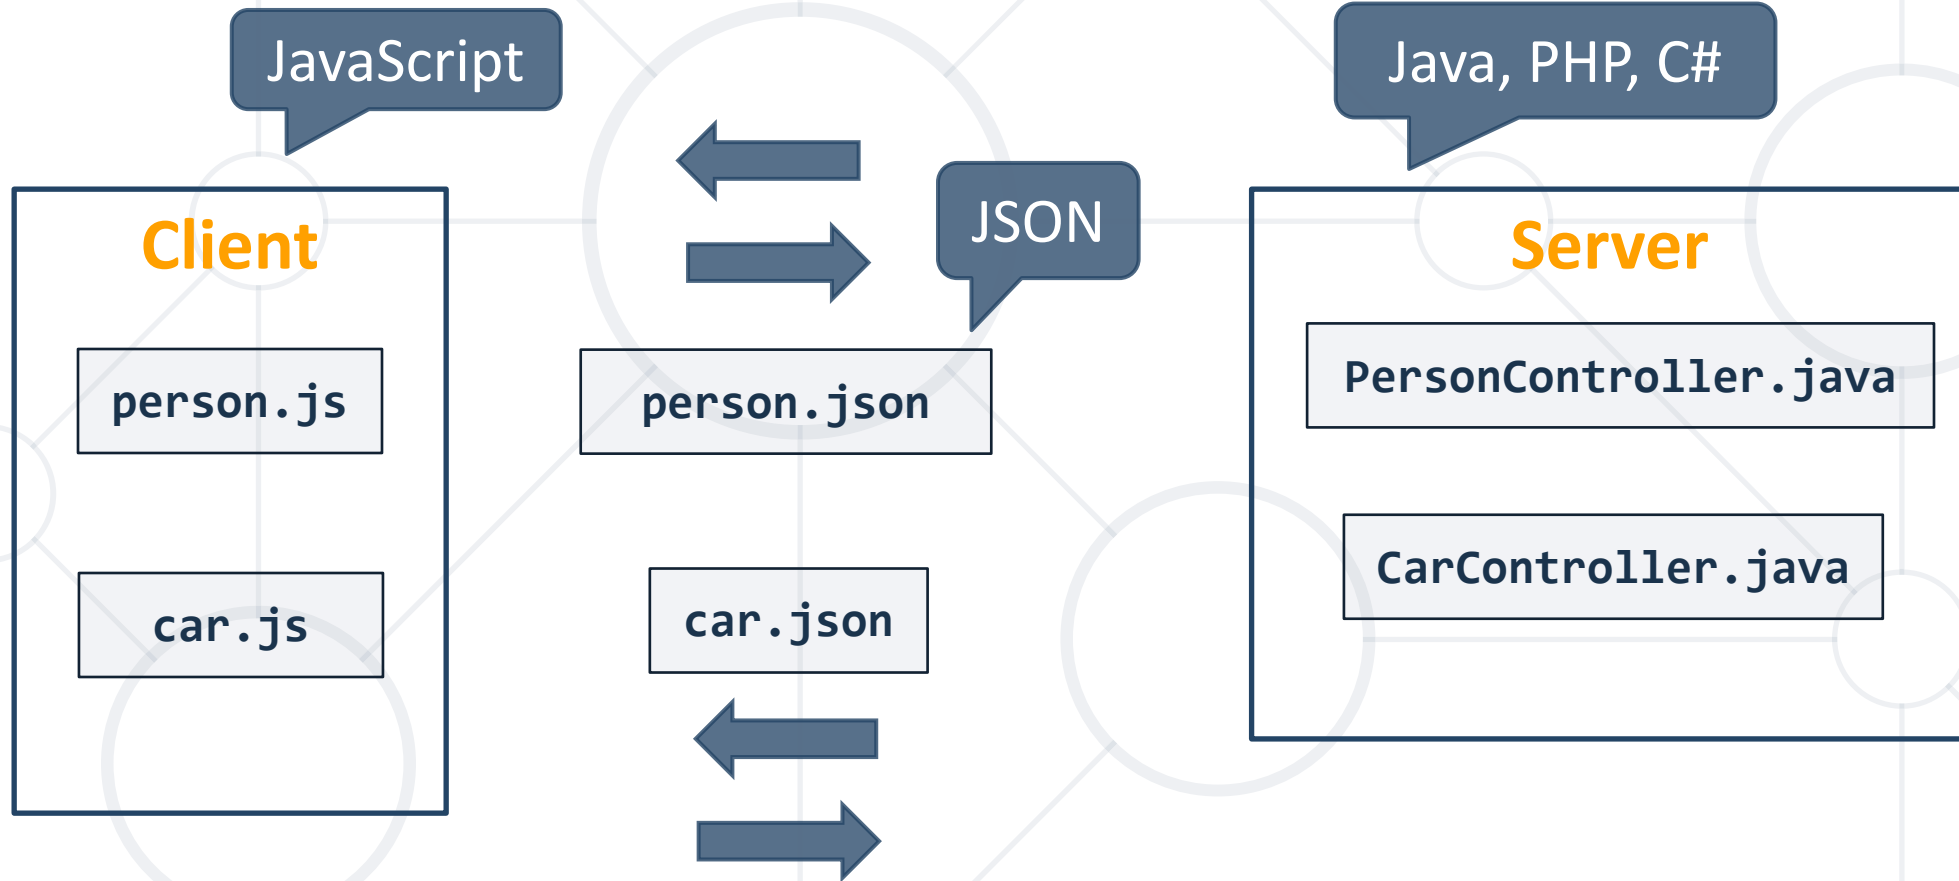 JavaScript
Java, PHP, C#
JSON
Client
Server
person.js
person.json
PersonController.java
car.js
car.json
CarController.java